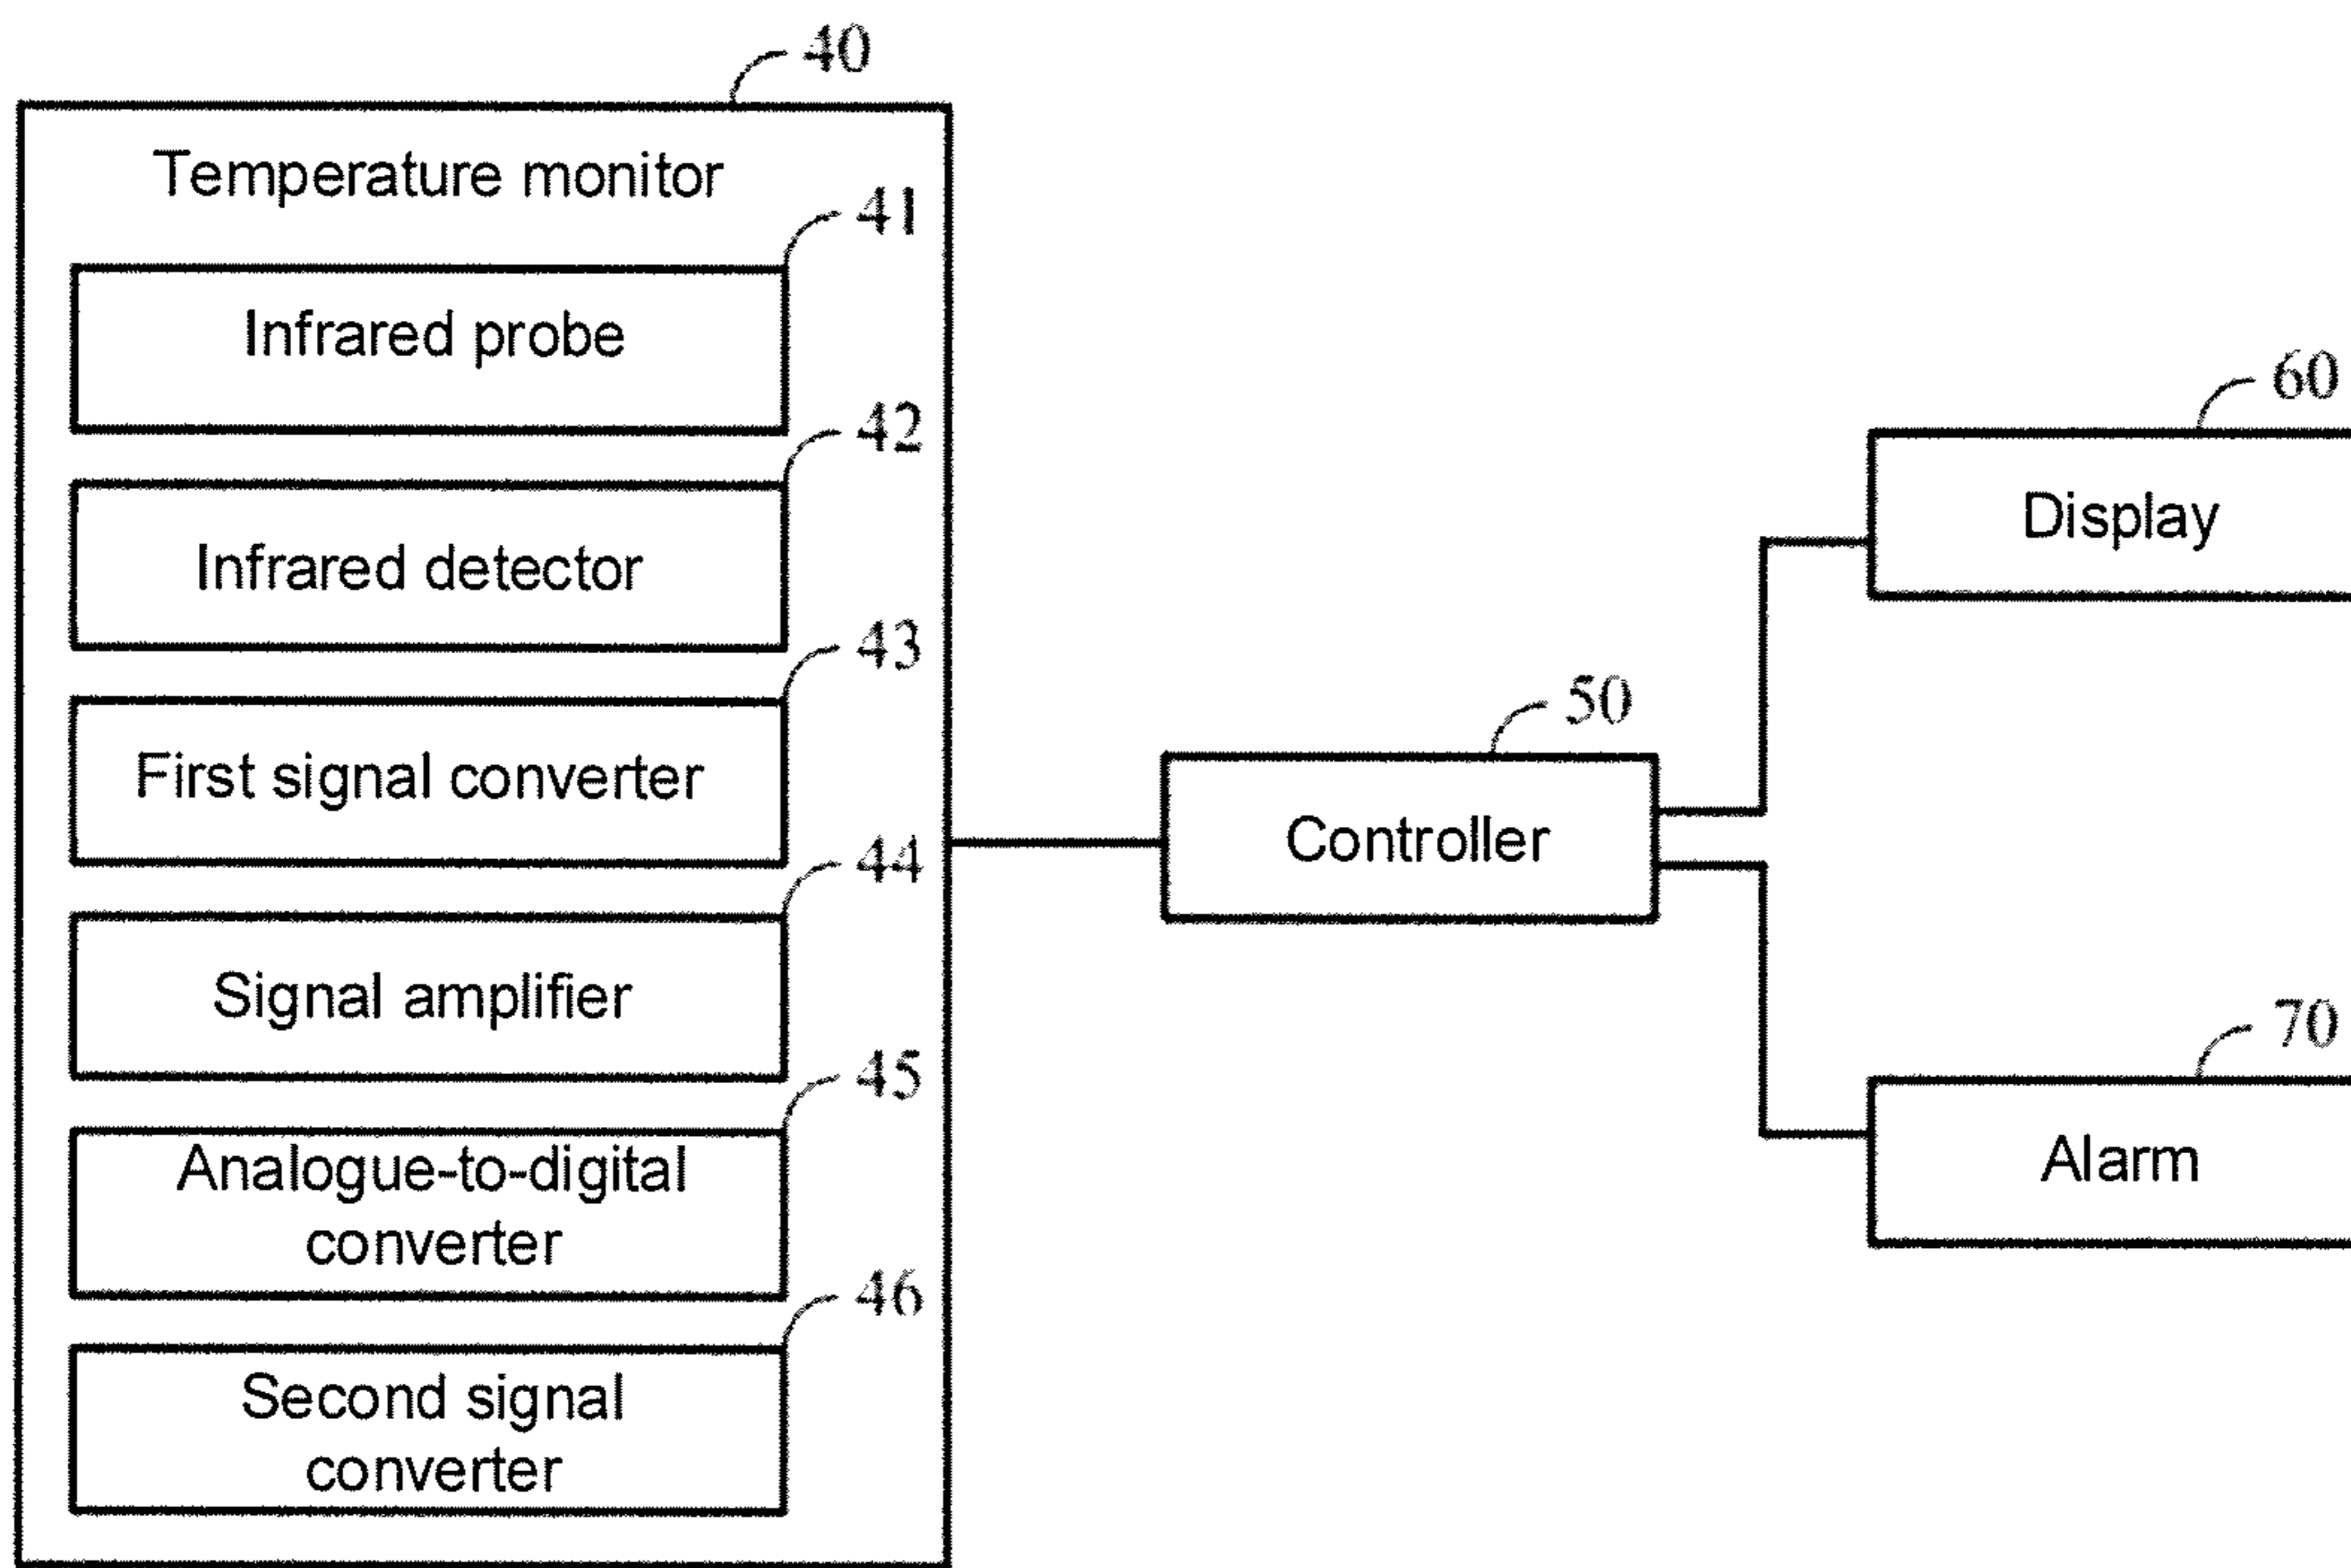 40
Temperature monitor
41
Infrared probe
42
Infrared detector
43
First signal converter
44
Signal amplifier
45
Analogue-to-digital
converter
46
Second signal
converter
50
Controller
60
Display
70
Alarm